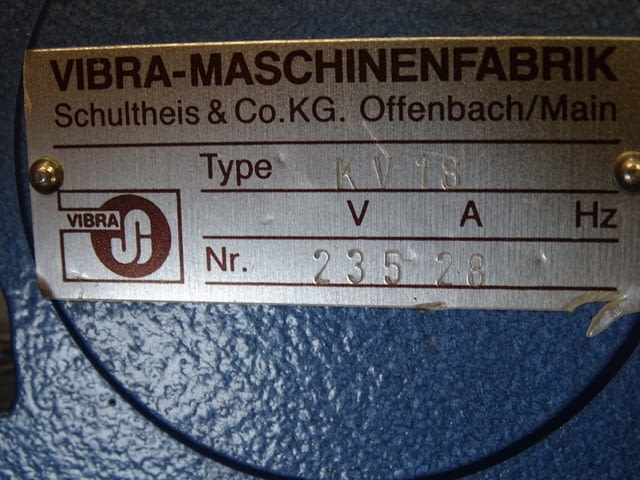 VIBRA-MASCHINENFABRIK
Schultheis & Co.KG. Offenbach/Main
Type KV 18
V A Hz
VIBRA
Nr. 235 28